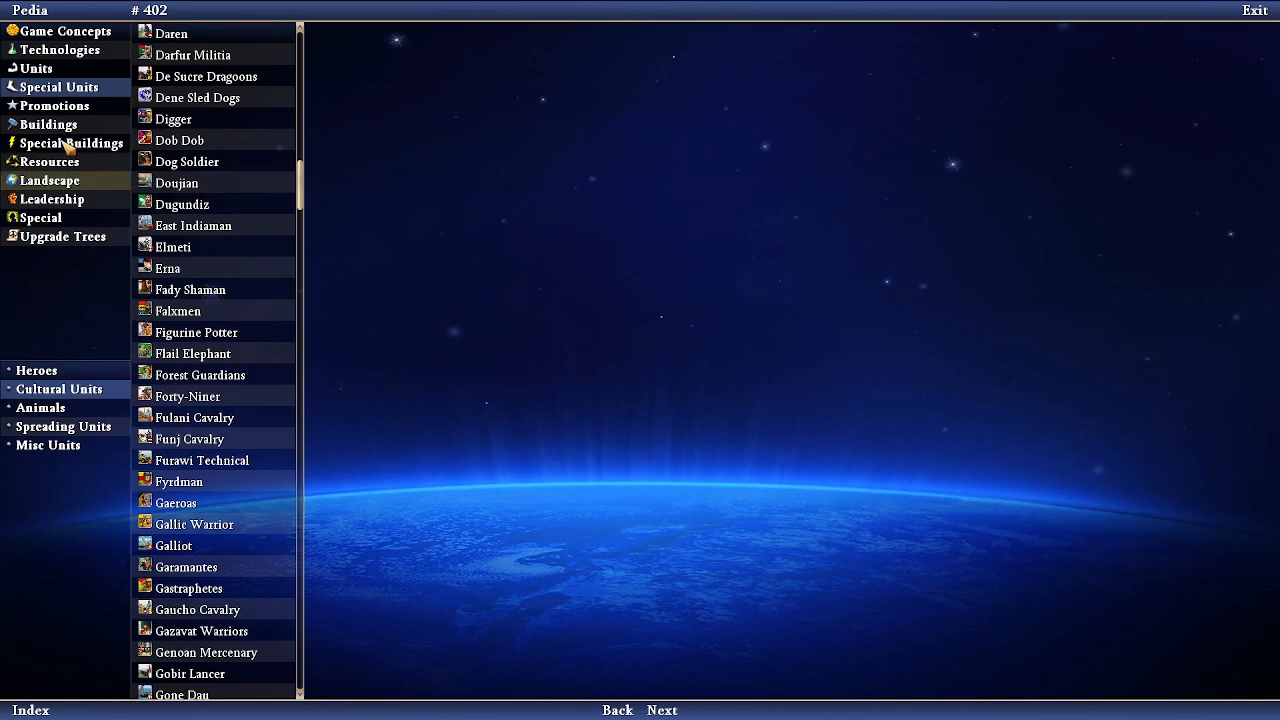 Pedia
# 402
Exit
Game Concepts
Technologies
Units
Special Units
Promotions
Buildings
Special Buildings
Resources
Landscape
Leadership
Special
Upgrade Trees
Heroes
Cultural Units
Animals
Spreading Units
Misc Units
Daren
Darfur Militia
De Sucre Dragoons
Dene Sled Dogs
Digger
Dob Dob
Dog Soldier
Doujian
Dugundiz
East Indiaman
Elmeti
Erna
Fady Shaman
Falxmen
Figurine Potter
Flail Elephant
Forest Guardians
Forty-Niner
Fulani Cavalry
Funj Cavalry
Furawi Technical
Fyrdman
Gaeroas
Gallic Warrior
Galliot
Garamantes
Gastraphetes
Gaucho Cavalry
Gazavat Warriors
Genoan Mercenary
Gobir Lancer
Gone Dau
Index
Back
Next